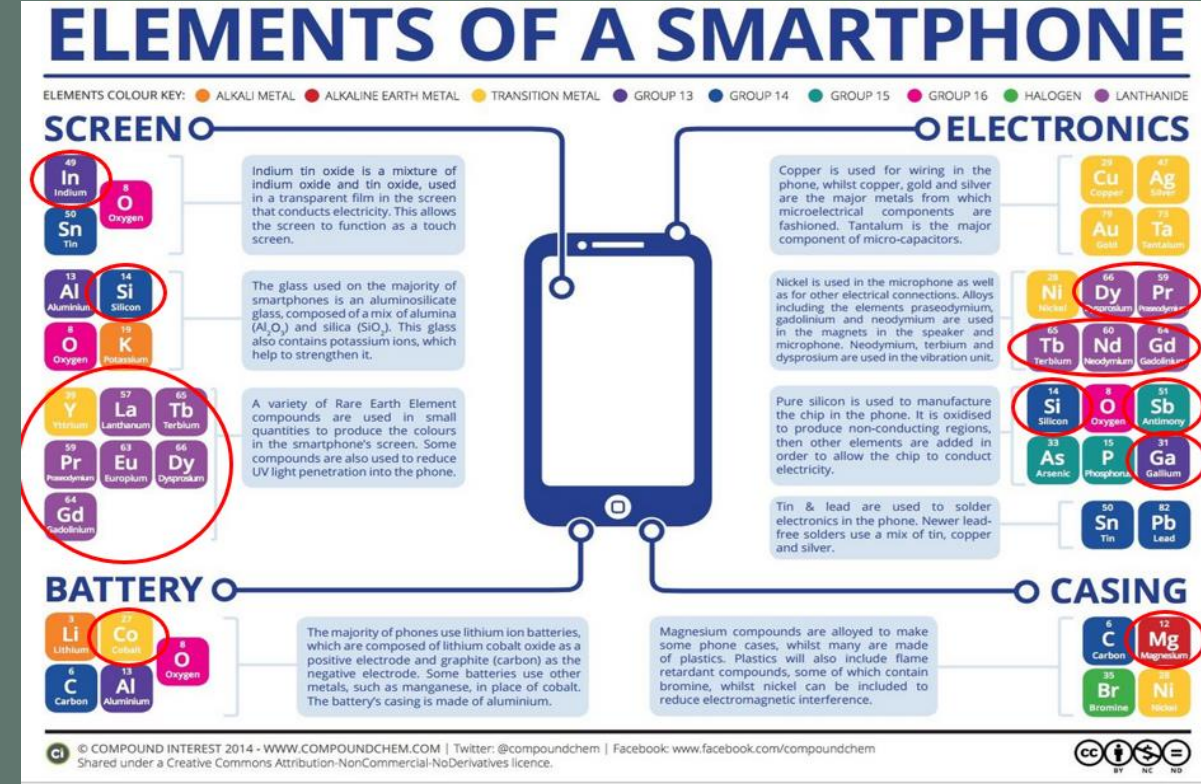 ELEMENTS OF A SMARTPHONE
ELEMENTS COLOUR KEY: ALKALI METAL ALKALINE EARTH METAL TRANSITION METAL GROUP 13 GROUP 14 GROUP 15 GROUP 16 HALOGEN LANTHANIDE
SCREEN
49
In
Indium
8
O
Oxygen
50
Sn
Tin
Indium tin oxide is a mixture of
indium oxide and tin oxide, used
in a transparent film in the screen
that conducts electricity. This allows
the screen to function as a touch
screen.
13
Al
Aluminium
14
Si
Silicon
8
O
Oxygen
19
K
Potassium
The glass used on the majority of
smartphones is an aluminosilicate
glass, composed of a mix of alumina
(Al₂O₃) and silica (SiO₂). This glass
also contains potassium ions, which
help to strengthen it.
39
Y
Yttrium
57
La
Lanthanum
65
Tb
Terbium
59
Pr
Praseodymium
63
Eu
Europium
66
Dy
Dysprosium
64
Gd
Gadolinium
A variety of Rare Earth Element
compounds are used in small
quantities to produce the colours
in the smartphone's screen. Some
compounds are also used to reduce
UV light penetration into the phone.
ELECTRONICS
Copper is used for wiring in the
phone, whilst copper, gold and silver
are the major metals from which
microelectrical components are
fashioned. Tantalum is the major
component of micro-capacitors.
29
Cu
Copper
47
Ag
Silver
79
Au
Gold
73
Ta
Tantalum
Nickel is used in the microphone as well
as for other electrical connections. Alloys
including the elements praseodymium,
gadolinium and neodymium are used
in the magnets in the speaker and
microphone. Neodymium, terbium and
dysprosium are used in the vibration unit.
28
Ni
Nickel
66
Dy
Dysprosium
59
Pr
Praseodymium
65
Tb
Terbium
60
Nd
Neodymium
64
Gd
Gadolinium
Pure silicon is used to manufacture
the chip in the phone. It is oxidised
to produce non-conducting regions,
then other elements are added in
order to allow the chip to conduct
electricity.
14
Si
Silicon
8
O
Oxygen
51
Sb
Antimony
33
As
Arsenic
15
P
Phosphorus
31
Ga
Gallium
Tin & lead are used to solder
electronics in the phone. Newer lead-
free solders use a mix of tin, copper
and silver.
50
Sn
Tin
82
Pb
Lead
BATTERY
3
Li
Lithium
27
Co
Cobalt
8
O
Oxygen
6
C
Carbon
13
Al
Aluminium
The majority of phones use lithium ion batteries,
which are composed of lithium cobalt oxide as a
positive electrode and graphite (carbon) as the
negative electrode. Some batteries use other
metals, such as manganese, in place of cobalt.
The battery's casing is made of aluminium.
CASING
Magnesium compounds are alloyed to make
some phone cases, whilst many are made
of plastics. Plastics will also include flame
retardant compounds, some of which contain
bromine, whilst nickel can be included to
reduce electromagnetic interference.
6
C
Carbon
12
Mg
Magnesium
35
Br
Bromine
28
Ni
Nickel
Ci © COMPOUND INTEREST 2014 - WWW.COMPOUNDCHEM.COM | Twitter: @compoundchem | Facebook: www.facebook.com/compoundchem
Shared under a Creative Commons Attribution-NonCommercial-NoDerivatives licence.
cc
BY NC ND